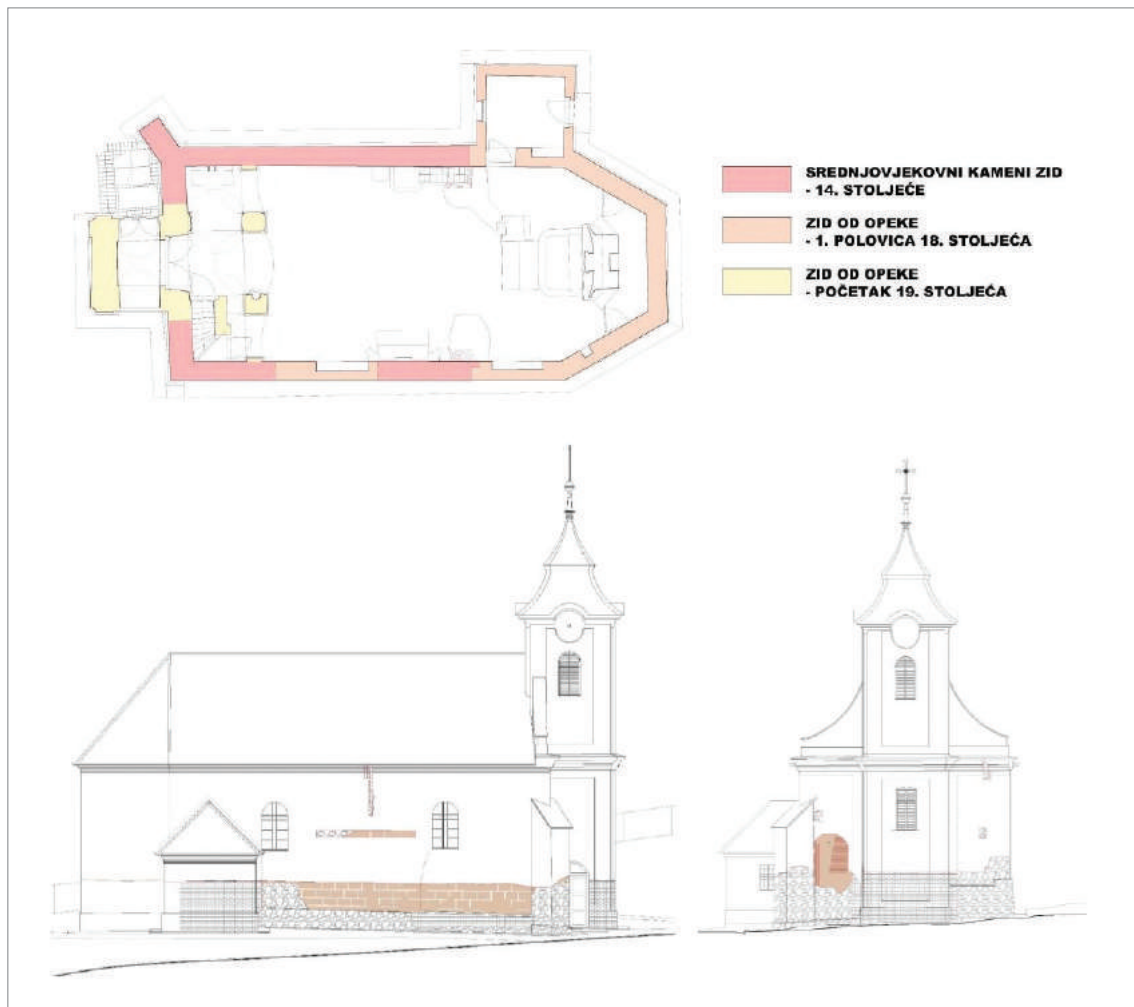 SREDNJOVJEKOVNI KAMENI ZID
- 14. STOLJEĆE
ZID OD OPEKE
- 1. POLOVICA 18. STOLJEĆA
ZID OD OPEKE
- POČETAK 19. STOLJEĆA